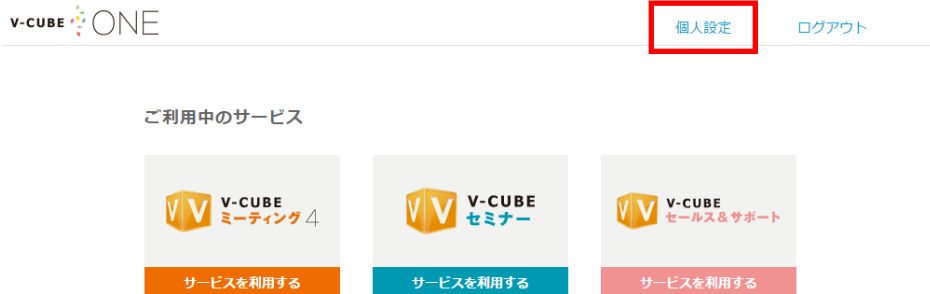 V-CUBE ONE
個人設定 ログアウト
ご利用中のサービス
V V V-CUBE ミーティング 4
V V V-CUBE セミナー
V V V-CUBE セールス＆サポート
サービスを利用する サービスを利用する サービスを利用する